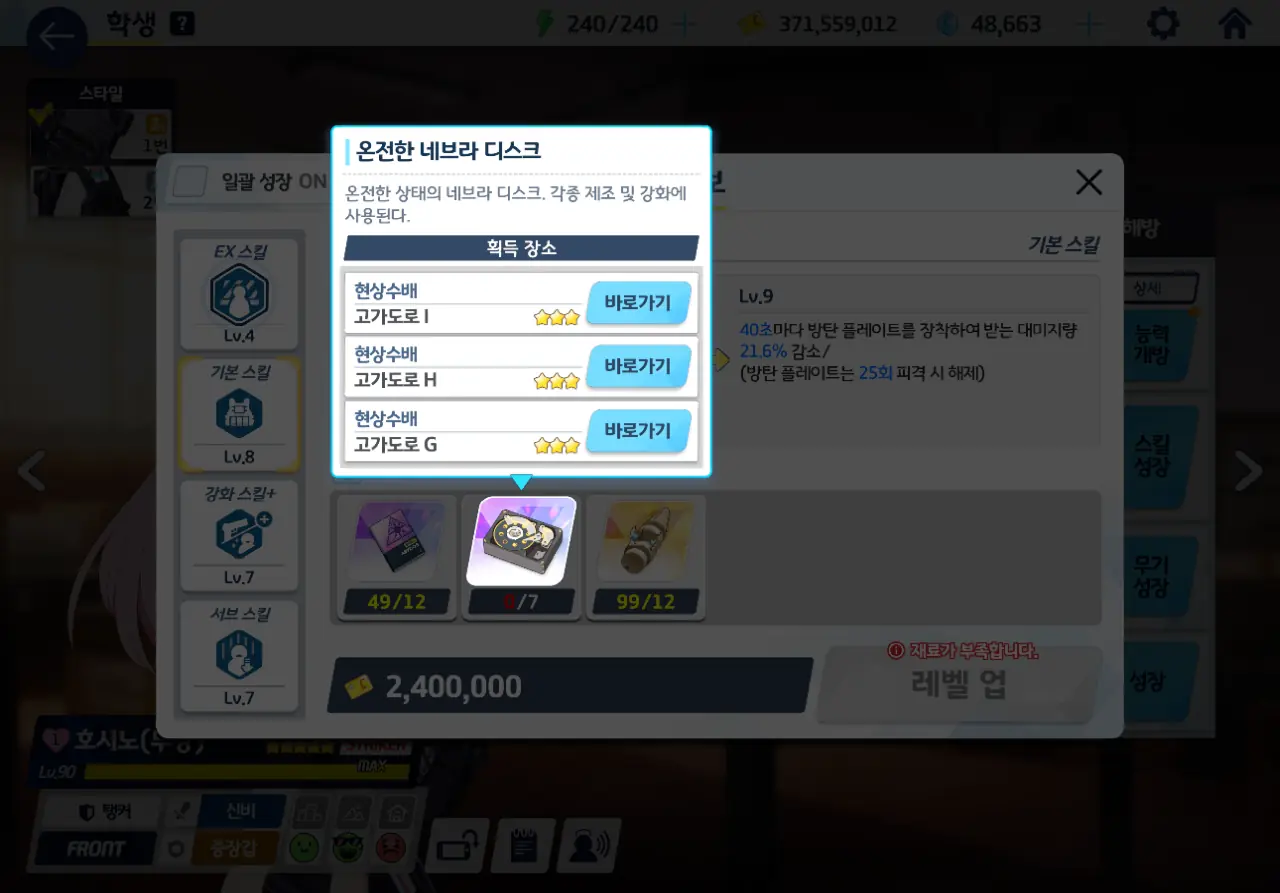 학생 ?
240/240
371,559,012
48,663
스타일
1번
일괄 성장 ON
온전한 네브라 디스크
온전한 상태의 네브라 디스크. 각종 제조 및 강화에
사용된다.
획득 장소
현상수배
고가도로 I
바로가기
현상수배
고가도로 H
바로가기
현상수배
고가도로 G
바로가기
EX 스킬
Lv.4
기본 스킬
Lv.8
강화 스킬+
Lv.7
서브 스킬
Lv.7
기본 스킬
Lv.9
40초마다 방탄 플레이트를 장착하여 받는 대미지량
21.6% 감소/
(방탄 플레이트는 25회 피격 시 해제)
해방
상세
능력
개방
스킬
성장
무기
성장
성장
49/12
0/7
99/12
2,400,000
재료가 부족합니다.
레벨 업
1
호시노(무장)
STRIKER
Lv.90
MAX
탱커
신비
FRONT
중장갑